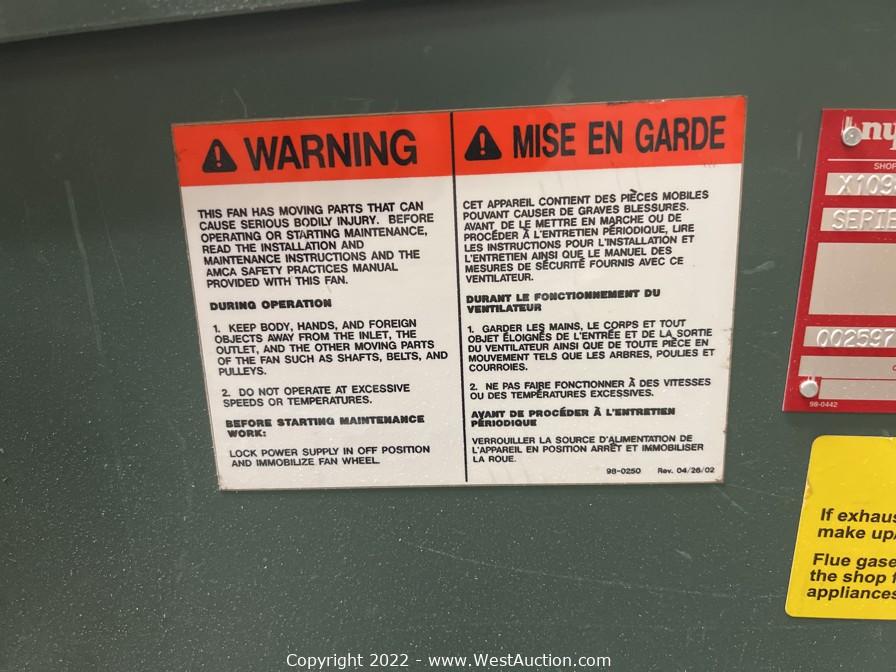 WARNING
THIS FAN HAS MOVING PARTS THAT CAN
CAUSE SERIOUS BODILY INJURY. BEFORE
OPERATING OR STARTING MAINTENANCE,
READ THE INSTALLATION AND
MAINTENANCE INSTRUCTIONS AND THE
AMCA SAFETY PRACTICES MANUAL
PROVIDED WITH THIS FAN.
DURING OPERATION
1. KEEP BODY, HANDS, AND FOREIGN
OBJECTS AWAY FROM THE INLET, THE
OUTLET, AND THE OTHER MOVING PARTS
OF THE FAN SUCH AS SHAFTS, BELTS, AND
PULLEYS.
2. DO NOT OPERATE AT EXCESSIVE
SPEEDS OR TEMPERATURES.
BEFORE STARTING MAINTENANCE
WORK:
LOCK POWER SUPPLY IN OFF POSITION
AND IMMOBILIZE FAN WHEEL.
MISE EN GARDE
CET APPAREIL CONTIENT DES PIÈCES MOBILES
POUVANT CAUSER DE GRAVES BLESSURES.
AVANT DE LE METTRE EN MARCHE OU DE
PROCÉDER À L'ENTRETIEN PÉRIODIQUE, LIRE
LES INSTRUCTIONS POUR L'INSTALLATION ET
L'ENTRETIEN AINSI QUE LE MANUEL DES
MESURES DE SÉCURITÉ FOURNIS AVEC CE
VENTILATEUR.
DURANT LE FONCTIONNEMENT DU
VENTILATEUR
1. GARDER LES MAINS, LE CORPS ET TOUT
OBJET ÉLOIGNÉS DE L'ENTRÉE ET DE LA SORTIE
DU VENTILATEUR AINSI QUE DE TOUTE PIÈCE EN
MOUVEMENT TELS QUE LES ARBRES, POULIES ET
COURROIES.
2. NE PAS FAIRE FONCTIONNER À DES VITESSES
OU DES TEMPÉRATURES EXCESSIVES.
AVANT DE PROCÉDER À L'ENTRETIEN
PÉRIODIQUE
VERROUILLER LA SOURCE D'ALIMENTATION DE
L'APPAREIL EN POSITION ARRÊT ET IMMOBILISER
LA ROUE.
98-0250 Rev. 04/26/02
SHOP
X109
SERIE
002597
98-0442
If exhaus
make up
Flue gase
the shop
appliances
Copyright 2022 - www.WestAuction.com